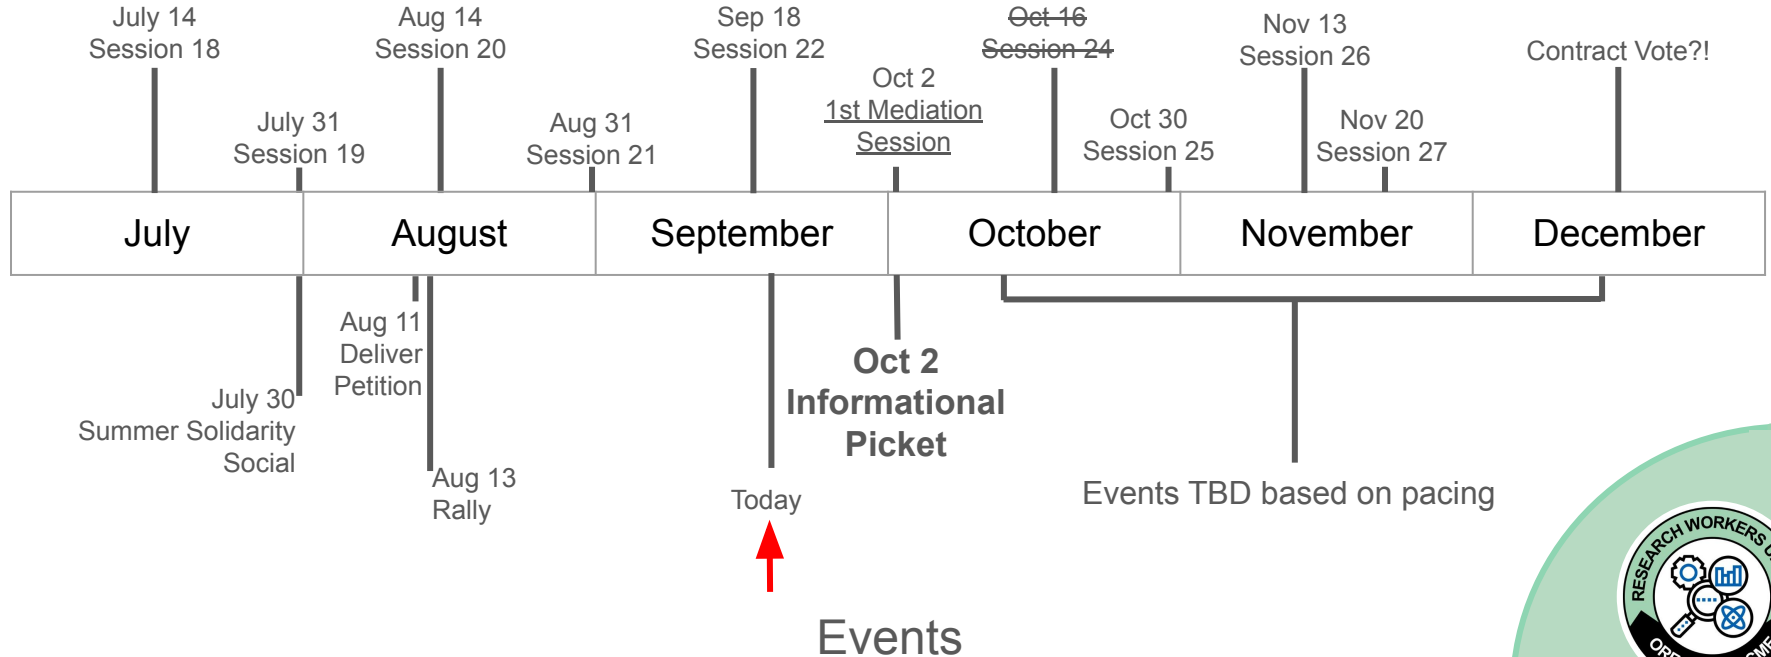 July 14
Session 18
Aug 14
Session 20
Sep 18
Session 22
Oct 16
Session 24
Nov 13
Session 26
Contract Vote?!
July 31
Session 19
Aug 31
Session 21
Oct 2
1st Mediation
Session
Oct 30
Session 25
Nov 20
Session 27
July
August
September
October
November
December
July 30
Summer Solidarity
Social
Aug 11
Deliver
Petition
Aug 13
Rally
Today
Oct 2
Informational
Picket
Events TBD based on pacing
Events
RESEARCH WORKERS